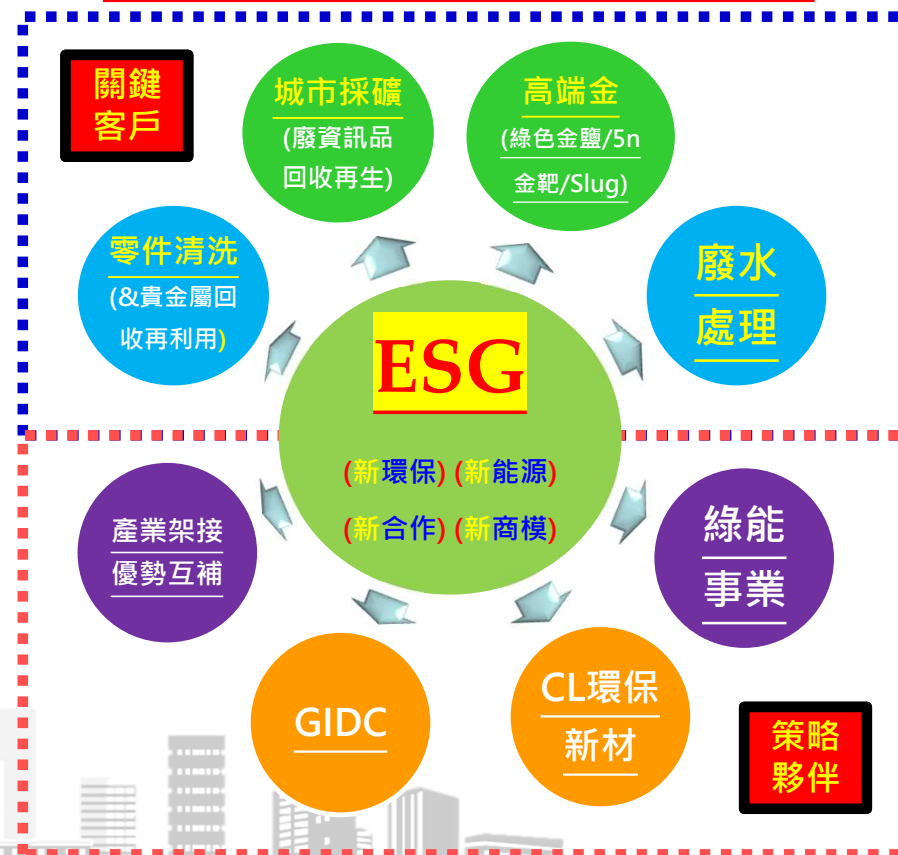 關鍵
客戶
城市採礦
(廢資訊品
回收再生)
高端金
(綠色金鹽/5n
金靶/Slug)
零件清洗
(&貴金屬回
收再利用)
廢水
處理
ESG
(新環保) (新能源)
(新合作) (新商模)
產業架接
優勢互補
綠能
事業
GIDC
CL環保
新材
策略
夥伴